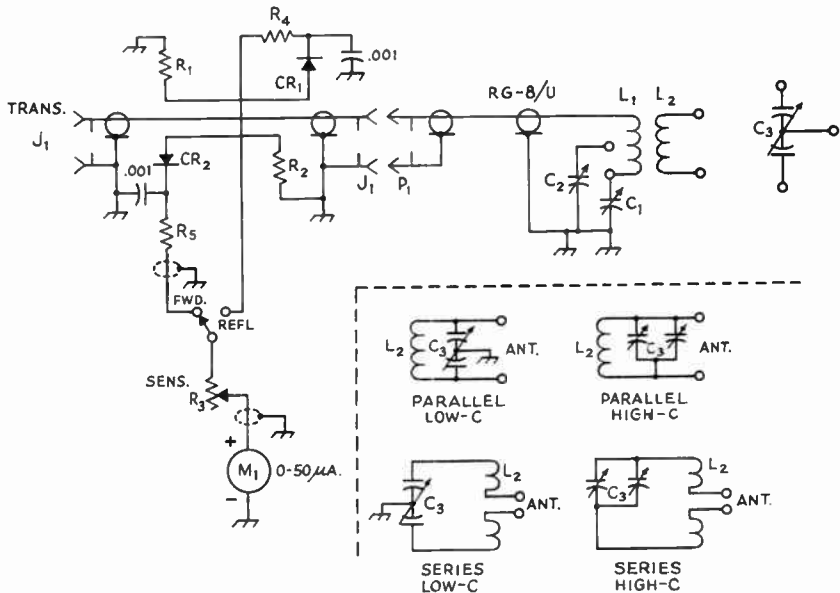 R4
.001
R1
CR1
TRANS.
J1
RG-8/U
L1
L2
C3
CR2
R2
J1
P1
C2
C1
.001
R5
FWD.
REFL
SENS.
R3
+
M1
0-50µA.
-
L2
C3
ANT.
PARALLEL
LOW-C
L2
C3
ANT.
PARALLEL
HIGH-C
C3
L2
ANT.
SERIES
LOW-C
C3
L2
ANT.
SERIES
HIGH-C